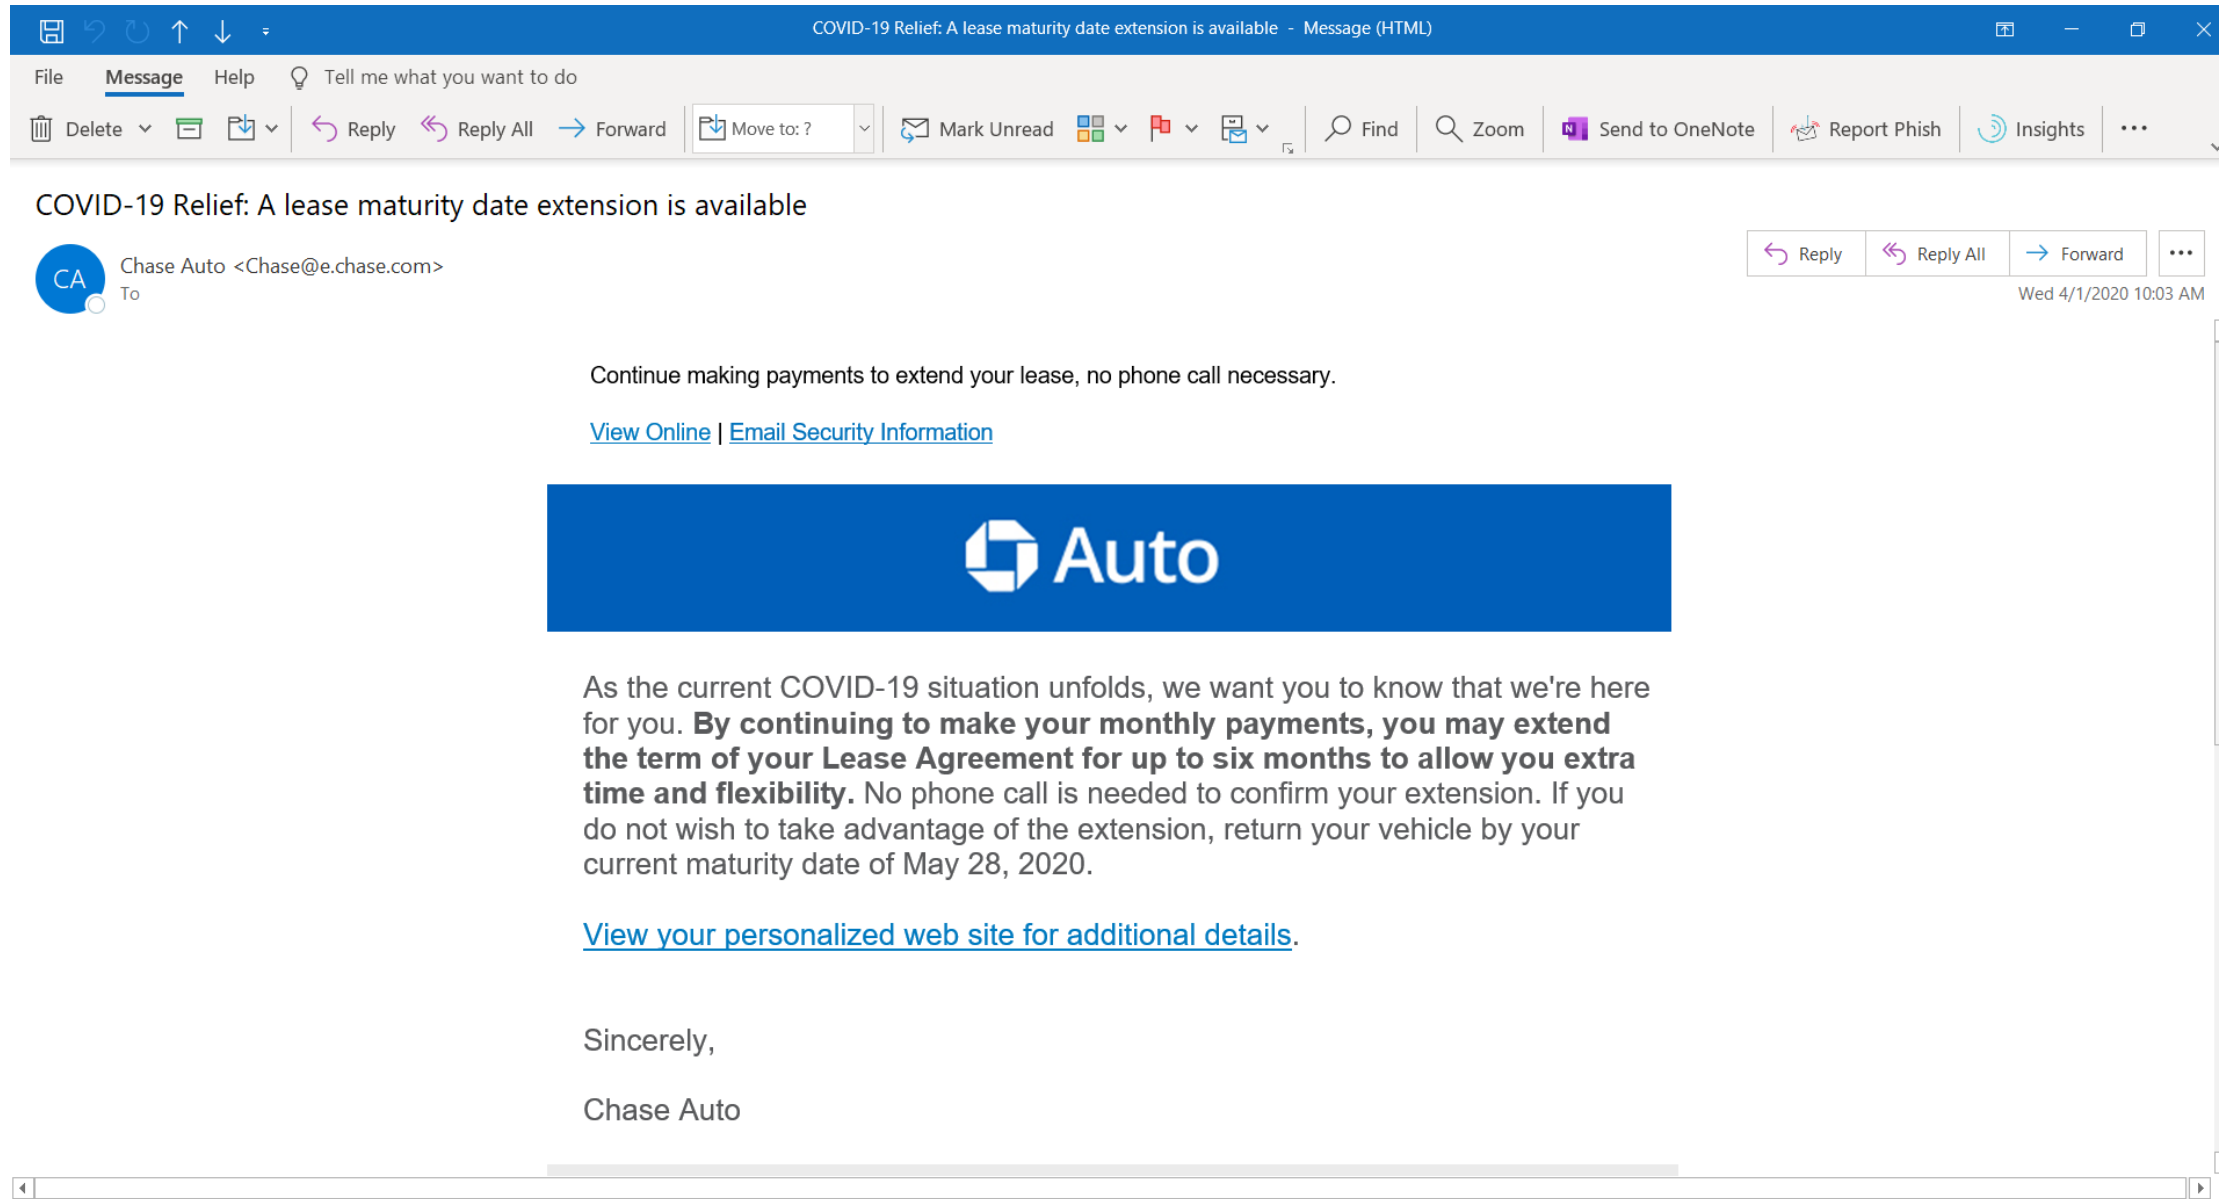 COVID-19 Relief: A lease maturity date extension is available - Message (HTML)
File Message Help Tell me what you want to do
Delete Reply Reply All Forward Move to: ? Mark Unread Find Zoom Send to OneNote Report Phish Insights
COVID-19 Relief: A lease maturity date extension is available
CA
Chase Auto <Chase@e.chase.com>
To
Reply Reply All Forward
Wed 4/1/2020 10:03 AM
Continue making payments to extend your lease, no phone call necessary.
View Online | Email Security Information
Auto
As the current COVID-19 situation unfolds, we want you to know that we're here
for you. By continuing to make your monthly payments, you may extend
the term of your Lease Agreement for up to six months to allow you extra
time and flexibility. No phone call is needed to confirm your extension. If you
do not wish to take advantage of the extension, return your vehicle by your
current maturity date of May 28, 2020.
View your personalized web site for additional details.
Sincerely,
Chase Auto